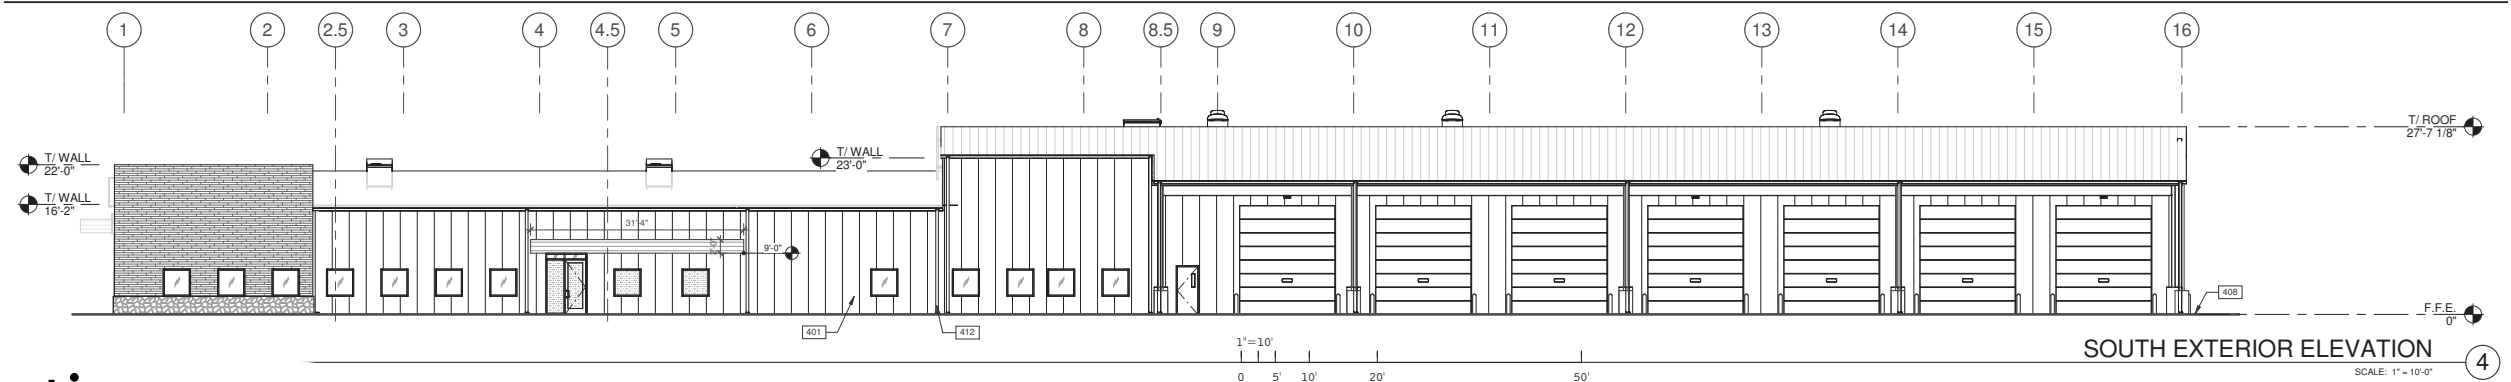 1 2 2.5 3 4 4.5 5 6 7 8 8.5 9 10 11 12 13 14 15 16
T/ ROOF
27'-7 1/8"
T/ WALL
22'-0"
T/ WALL
23'-0"
T/ WALL
16'-2"
31'-4"
2'-0"
9'-0"
408
F.F.E.
0"
401
412
1"=10'
0 5' 10' 20' 50'
SOUTH EXTERIOR ELEVATION
4
SCALE: 1" = 10'-0"